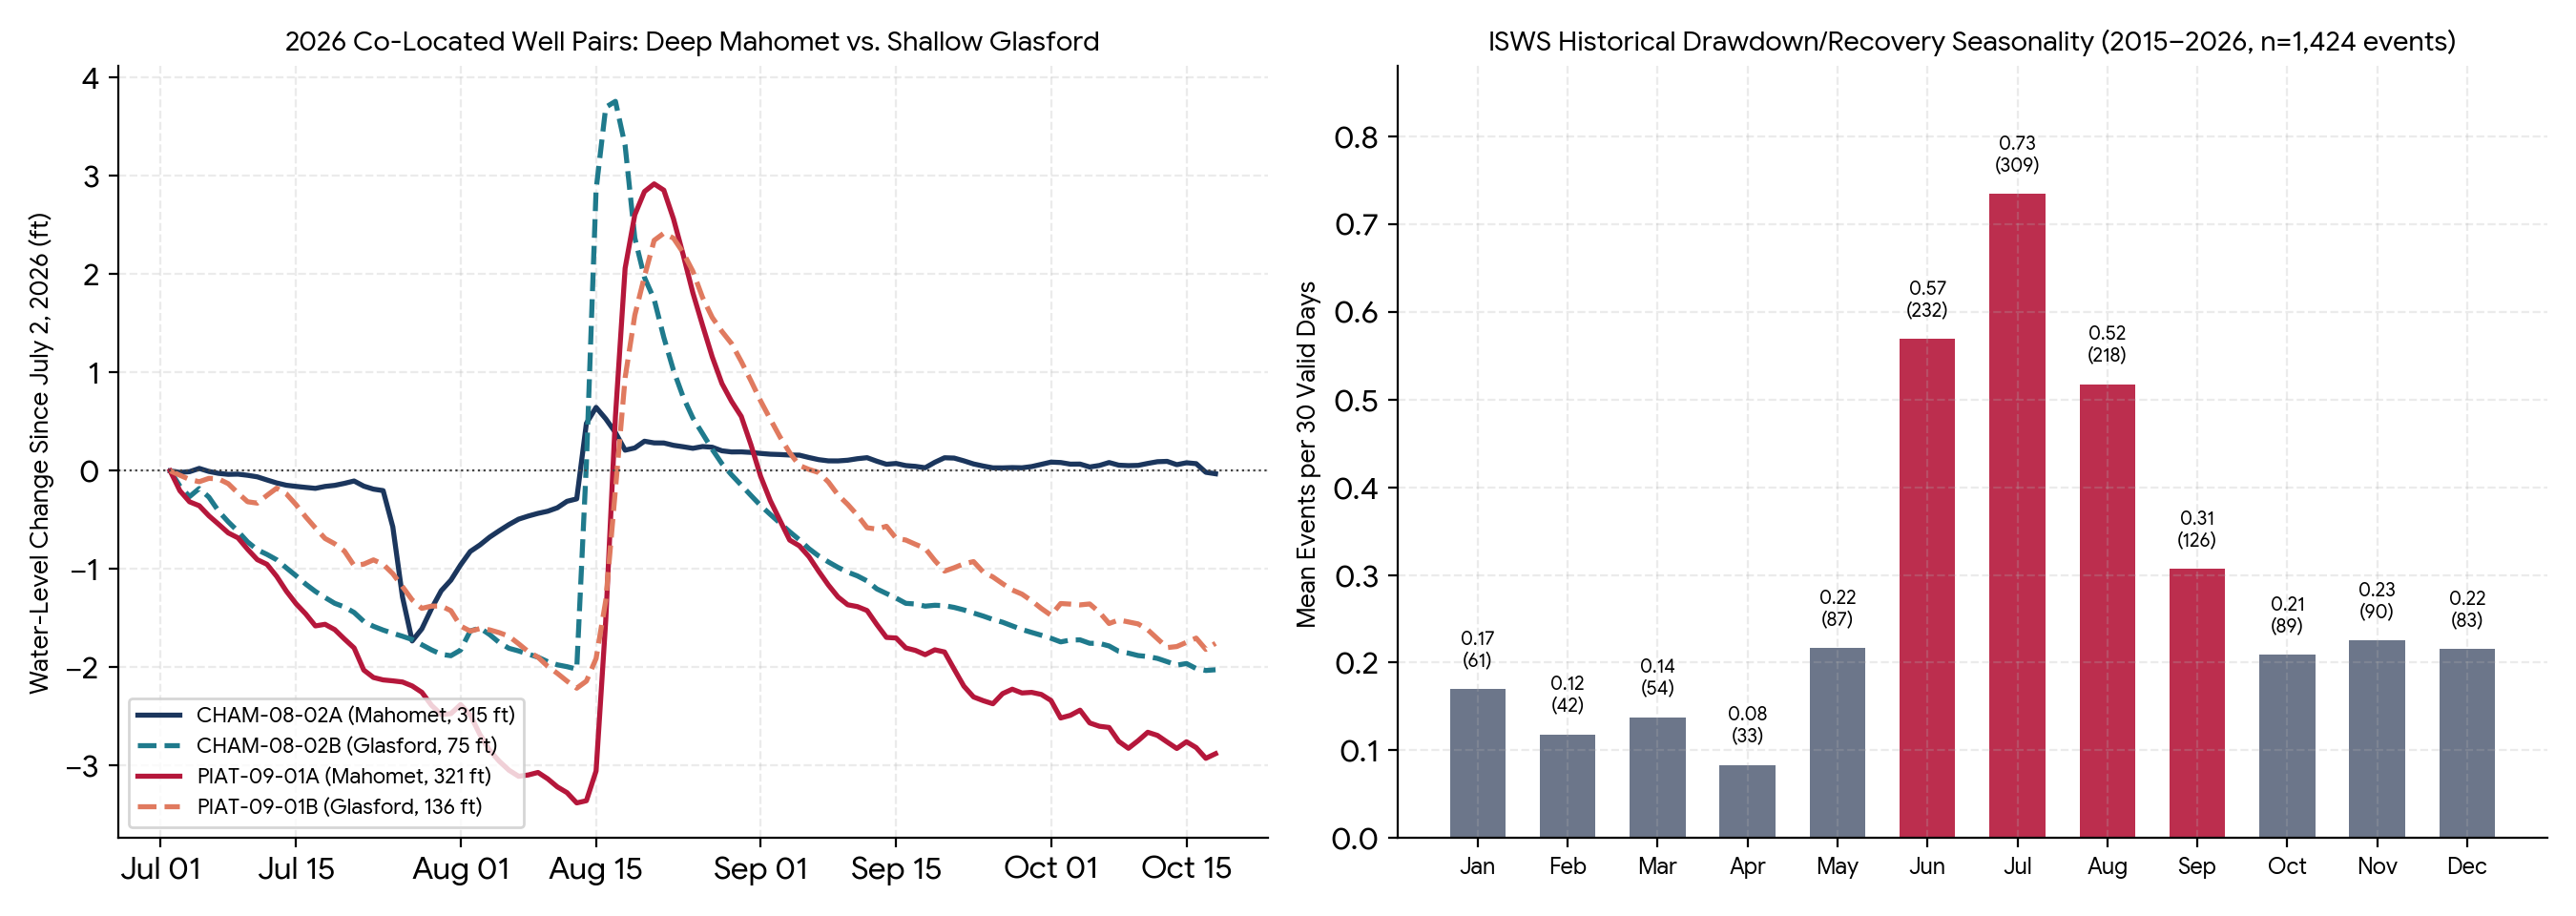 2026 Co-Located Well Pairs: Deep Mahomet vs. Shallow Glasford
Water-Level Change Since July 2, 2026 (ft)
4
3
2
1
0
−1
−2
−3
CHAM-08-02A (Mahomet, 315 ft)
CHAM-08-02B (Glasford, 75 ft)
PIAT-09-01A (Mahomet, 321 ft)
PIAT-09-01B (Glasford, 136 ft)
Jul 01
Jul 15
Aug 01
Aug 15
Sep 01
Sep 15
Oct 01
Oct 15
ISWS Historical Drawdown/Recovery Seasonality (2015–2026, n=1,424 events)
Mean Events per 30 Valid Days
0.8
0.7
0.6
0.5
0.4
0.3
0.2
0.1
0.0
0.17
(61)
0.12
(42)
0.14
(54)
0.08
(33)
0.22
(87)
0.57
(232)
0.73
(309)
0.52
(218)
0.31
(126)
0.21
(89)
0.23
(90)
0.22
(83)
Jan
Feb
Mar
Apr
May
Jun
Jul
Aug
Sep
Oct
Nov
Dec